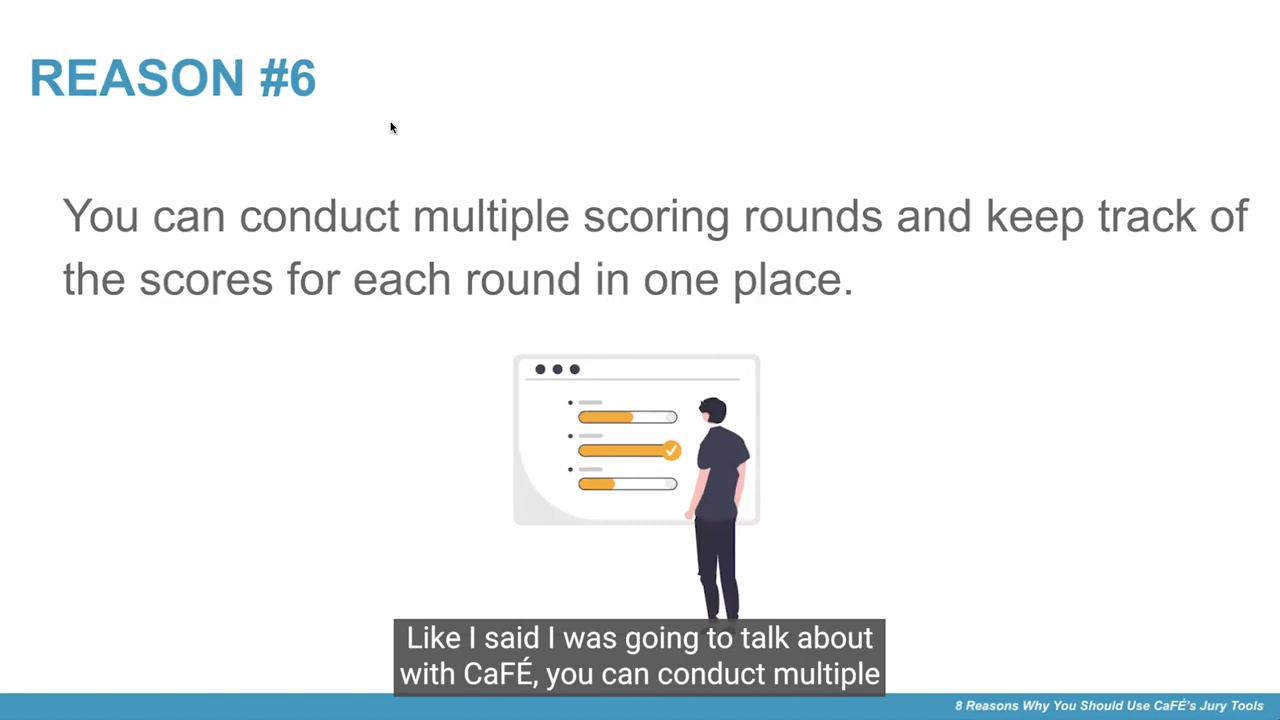 REASON #6
You can conduct multiple scoring rounds and keep track of
the scores for each round in one place.
Like I said I was going to talk about
with CaFÉ, you can conduct multiple
8 Reasons Why You Should Use CaFÉ's Jury Tools